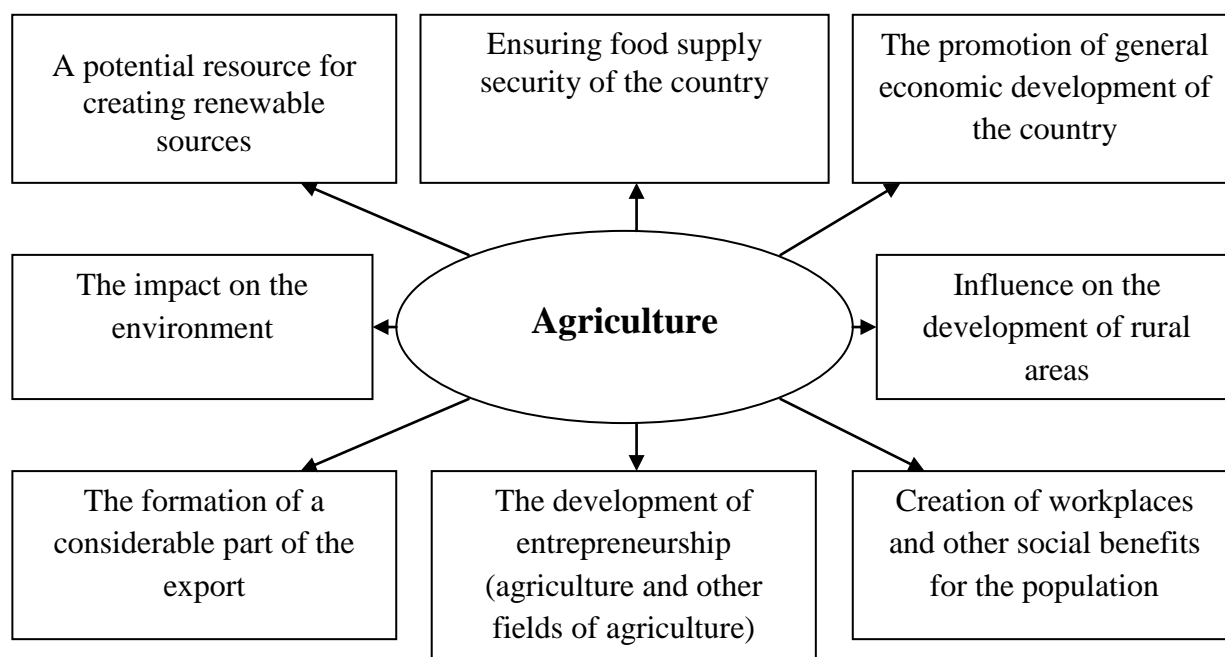 A potential resource for
creating renewable
sources
Ensuring food supply
security of the country
The promotion of general
economic development of
the country
The impact on the
environment
Agriculture
Influence on the
development of rural
areas
The formation of a
considerable part of the
export
The development of
entrepreneurship
(agriculture and other
fields of agriculture)
Creation of workplaces
and other social benefits
for the population